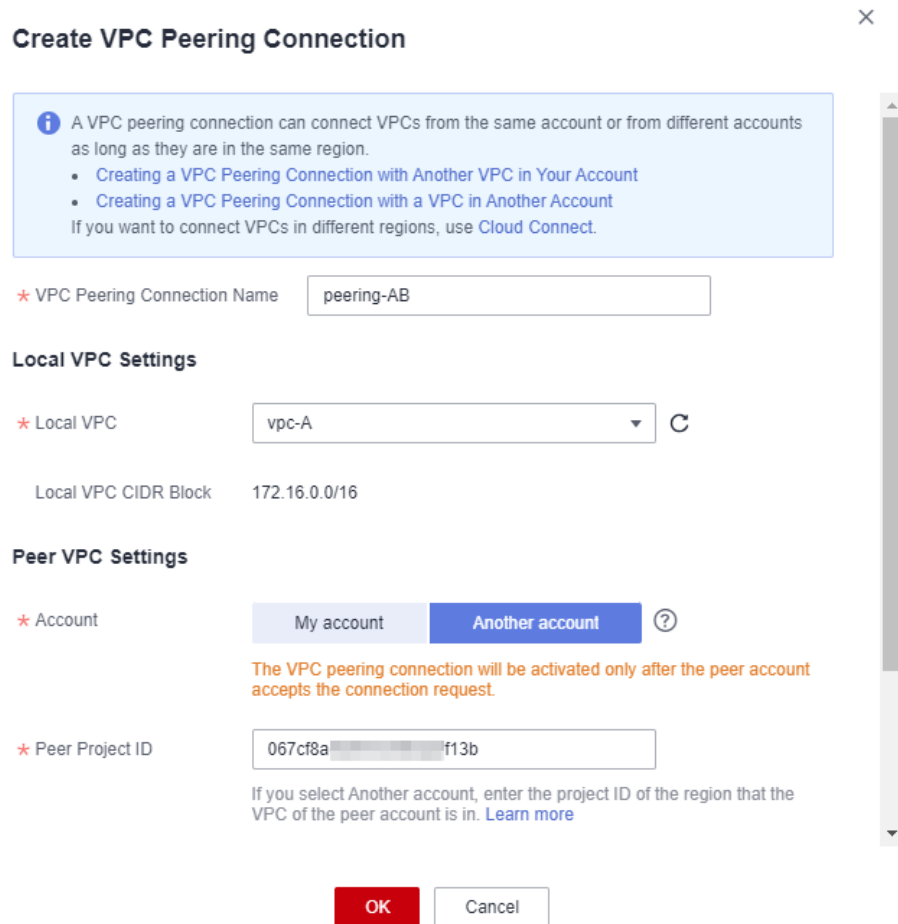 Create VPC Peering Connection
A VPC peering connection can connect VPCs from the same account or from different accounts
as long as they are in the same region.
• Creating a VPC Peering Connection with Another VPC in Your Account
• Creating a VPC Peering Connection with a VPC in Another Account
If you want to connect VPCs in different regions, use Cloud Connect.
* VPC Peering Connection Name peering-AB
Local VPC Settings
* Local VPC vpc-A
Local VPC CIDR Block 172.16.0.0/16
Peer VPC Settings
* Account My account Another account
The VPC peering connection will be activated only after the peer account
accepts the connection request.
* Peer Project ID 067cf8a f13b
If you select Another account, enter the project ID of the region that the
VPC of the peer account is in. Learn more
OK Cancel